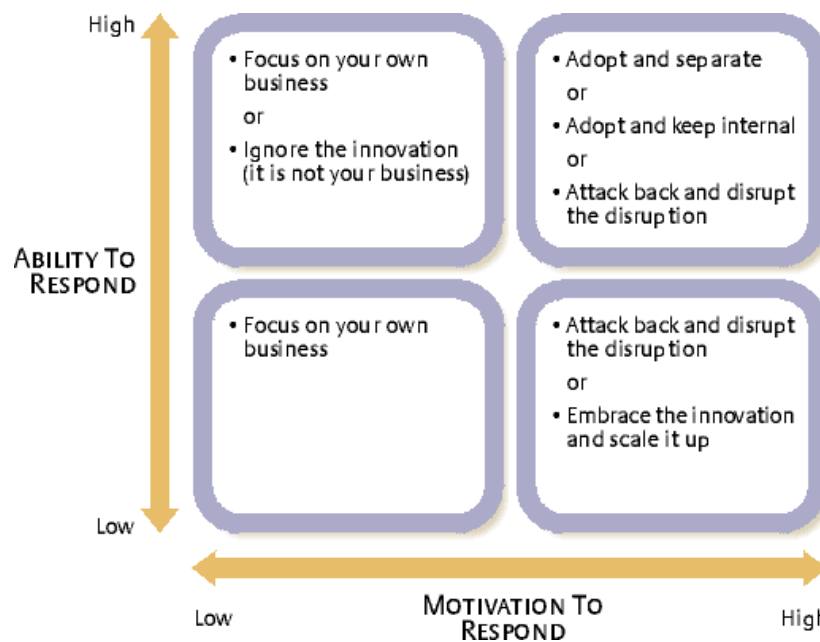 High
• Focus on your own
business
or
• Ignore the innovation
(it is not your business)
• Adopt and separate
or
• Adopt and keep internal
or
• Attack back and disrupt
the disruption
ABILITY TO
RESPOND
• Focus on your own
business
• Attack back and disrupt
the disruption
or
• Embrace the innovation
and scale it up
Low
Low
MOTIVATION TO
RESPOND
High